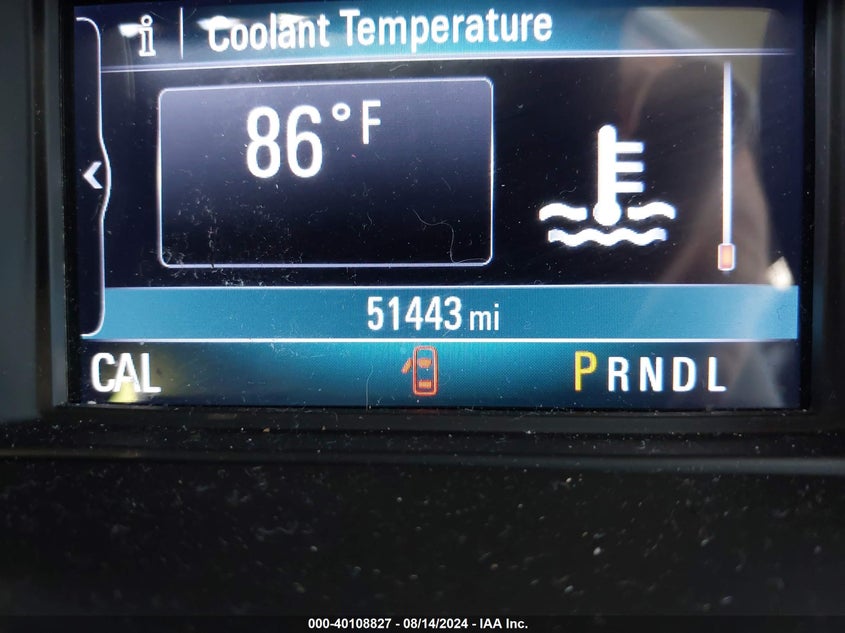 i Coolant Temperature
86°F
51443 mi
CAL PRNDL
000-40108827 - 08/14/2024 - IAA Inc.